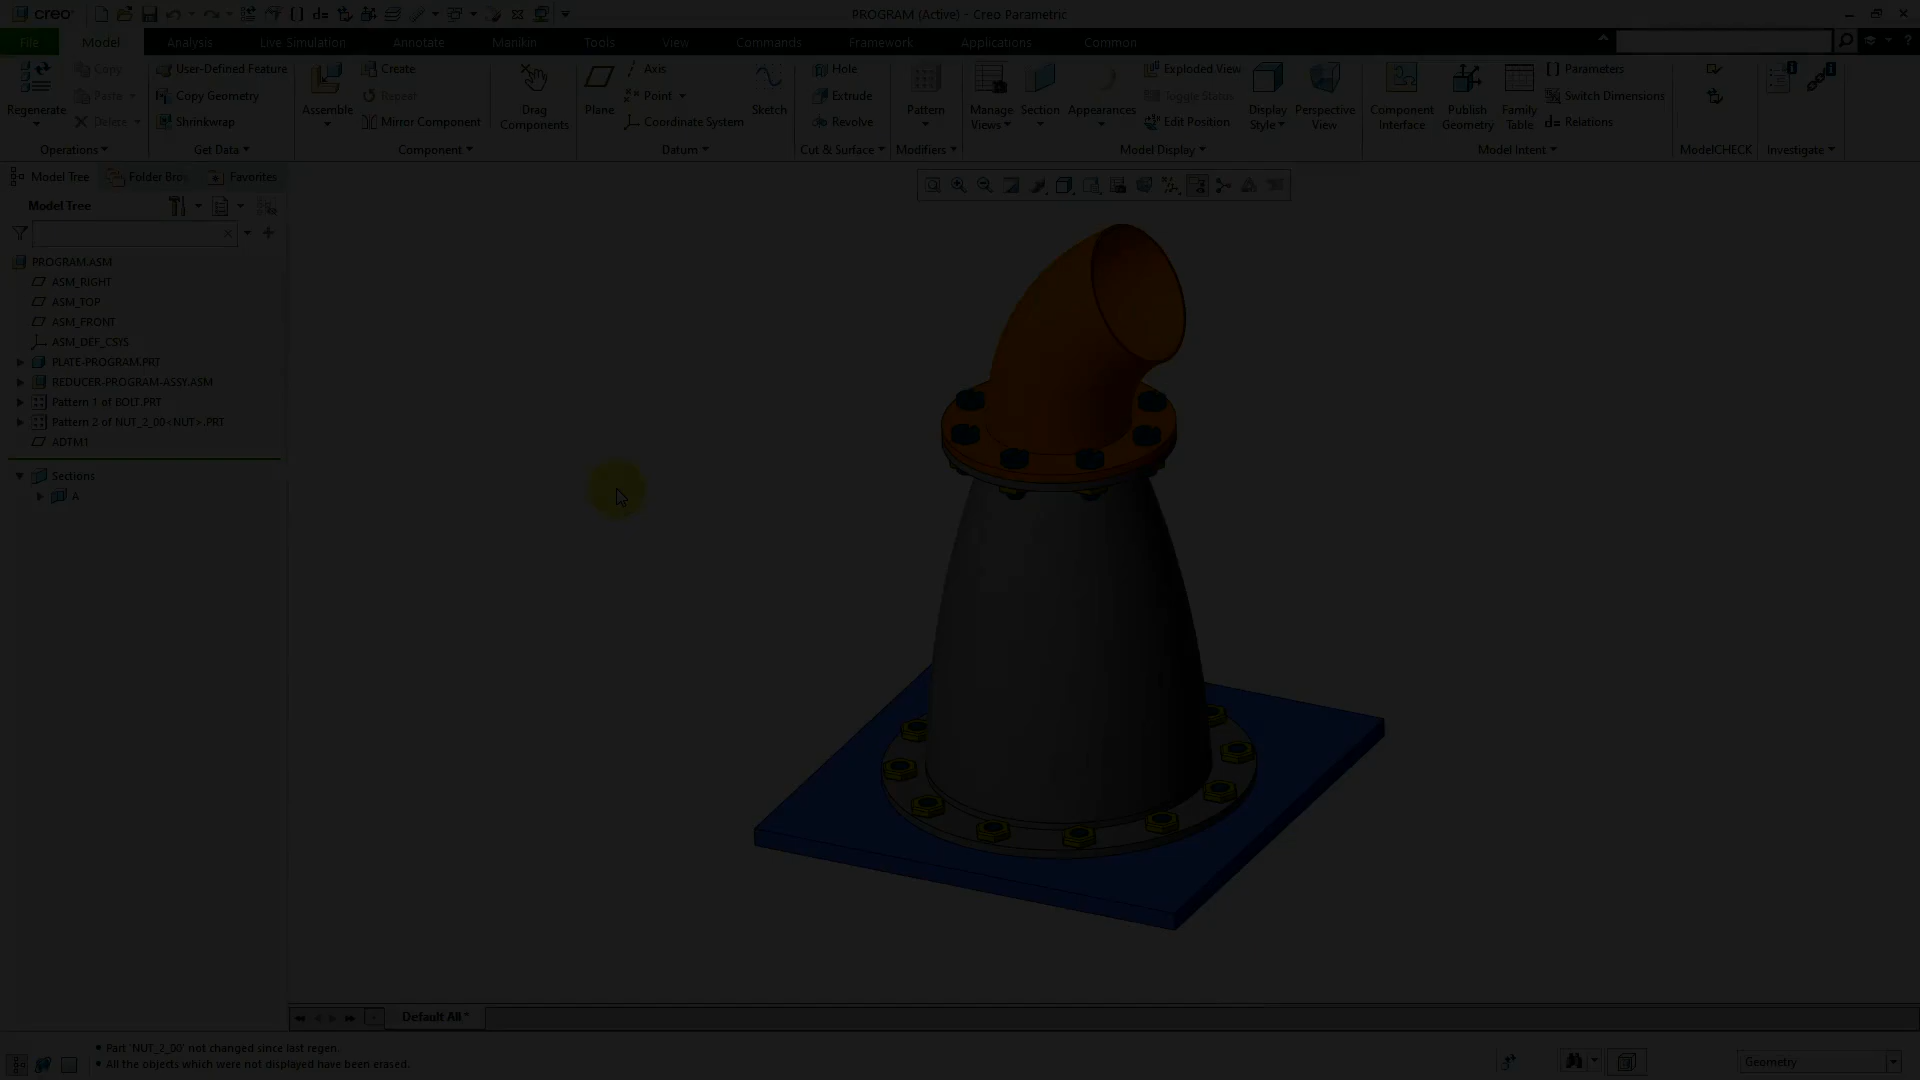 creo
PROGRAM (Active) - Creo Parametric
File Model Analysis Live Simulation Annotate Manikin Tools View Commands Framework Applications Common
Regenerate
Copy
Paste
Delete
Operations
User-Defined Feature
Copy Geometry
Shrinkwrap
Get Data
Assemble
Create
Repeat
Mirror Component
Component
Drag
Components
Plane
Axis
Point
Coordinate System
Sketch
Datum
Hole
Extrude
Revolve
Cut & Surface
Pattern
Modifiers
Manage
Views
Section
Appearances
Exploded View
Toggle Status
Edit Position
Display
Style
Perspective
View
Model Display
Component
Interface
Publish
Geometry
Family
Table
Parameters
Switch Dimensions
d= Relations
Model Intent
ModelCHECK
Investigate
Model Tree Folder Bro Favorites
Model Tree
PROGRAM.ASM
ASM_RIGHT
ASM_TOP
ASM_FRONT
ASM_DEF_CSYS
PLATE-PROGRAM.PRT
REDUCER-PROGRAM-ASSY.ASM
Pattern 1 of BOLT.PRT
Pattern 2 of NUT_2_00<NUT>.PRT
ADTM1
Sections
A
Default All *
• Part 'NUT_2_00' not changed since last regen.
• All the objects which were not displayed have been erased.
Geometry